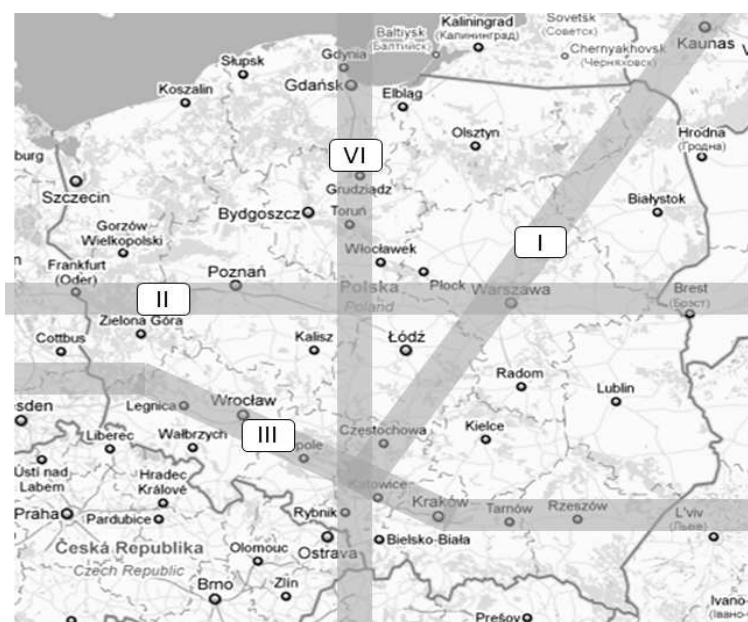 Kaliningrad
(Калининград)
Sovetsk
(Советск)
Baltiysk
(Балтийск)
Chernyakhovsk
(Черняховск)
Kaunas
Gdynia
Słupsk
Gdańsk
Koszalin
Elbląg
Olsztyn
Hrodna
(Гродна)
burg
VI
Szczecin
Grudziądz
Białystok
Bydgoszcz
Toruń
Gorzów
Wielkopolski
I
Włocławek
Frankfurt
(Oder)
Poznań
Płock
Polska
Poland
Warszawa
Brest
(Брэст)
II
Zielona Góra
Cottbus
Kalisz
Łódź
Radom
Lublin
Legnica
Wrocław
esden
Liberec
Wałbrzych
III
pole
Częstochowa
Kielce
Ústí nad
Labem
Hradec
Králové
Katowice
Praha
Pardubice
Rybnik
Kraków
Tarnów
Rzeszów
L'viv
(Львів)
Česká Republika
Czech Republic
Olomouc
Ostrava
Bielsko-Biała
Brno
Zlín
Prešov
Ivano-